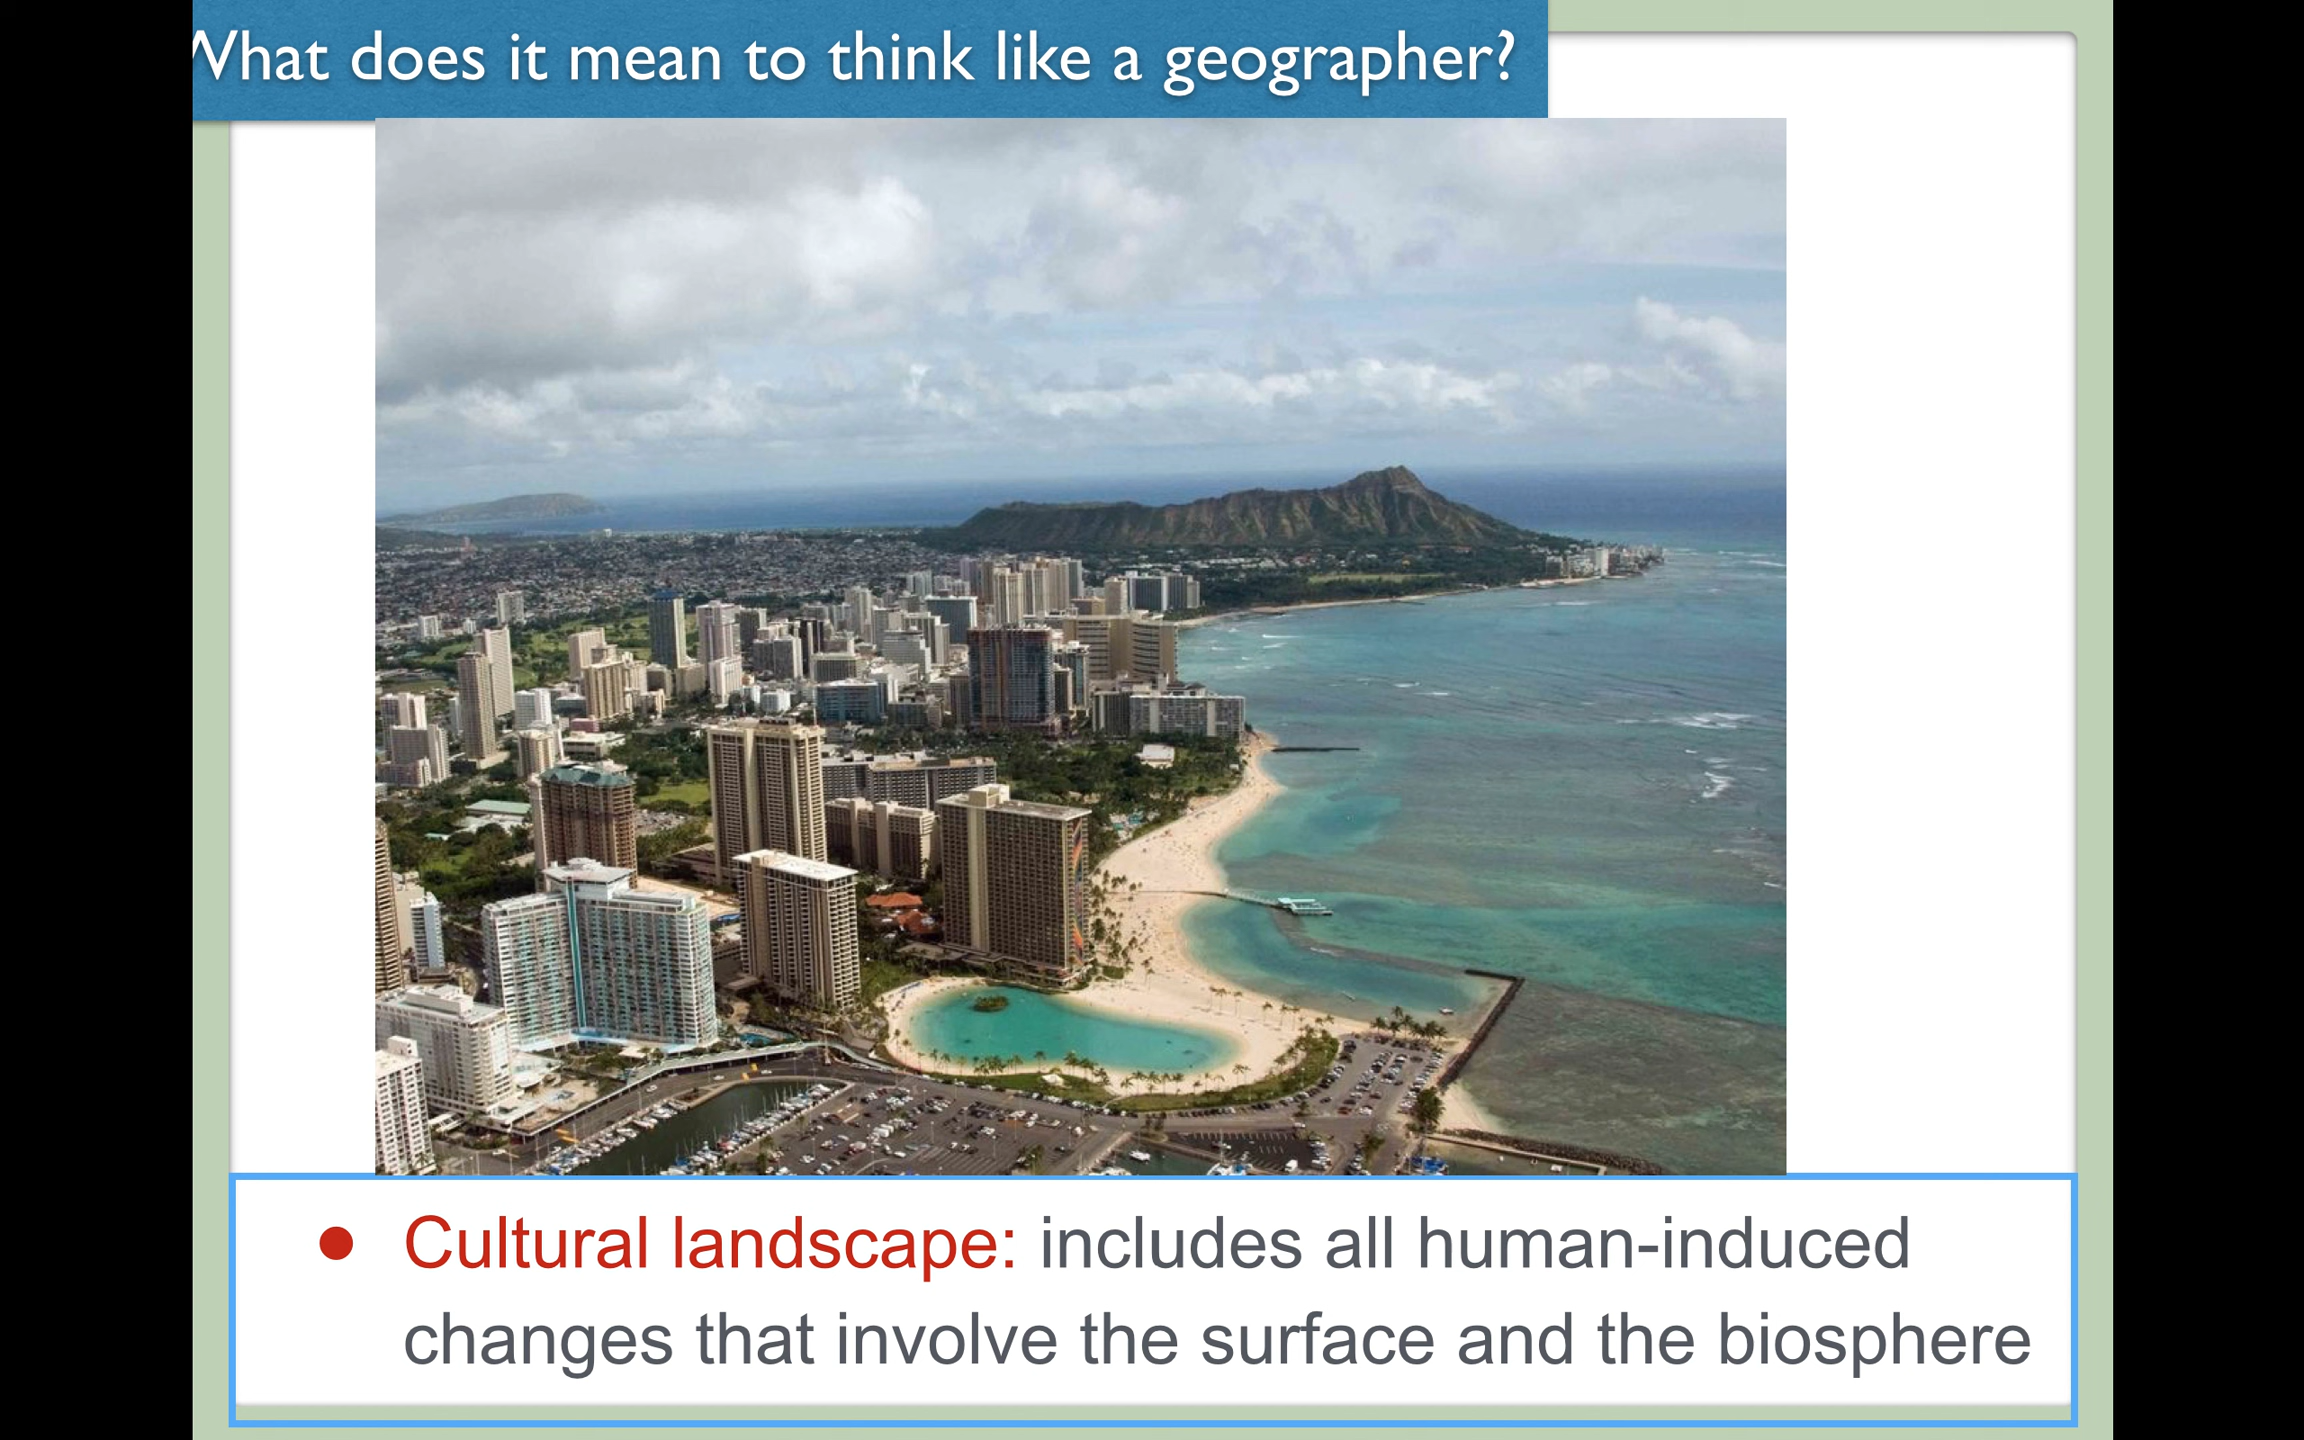 What does it mean to think like a geographer?
● Cultural landscape: includes all human-induced
changes that involve the surface and the biosphere